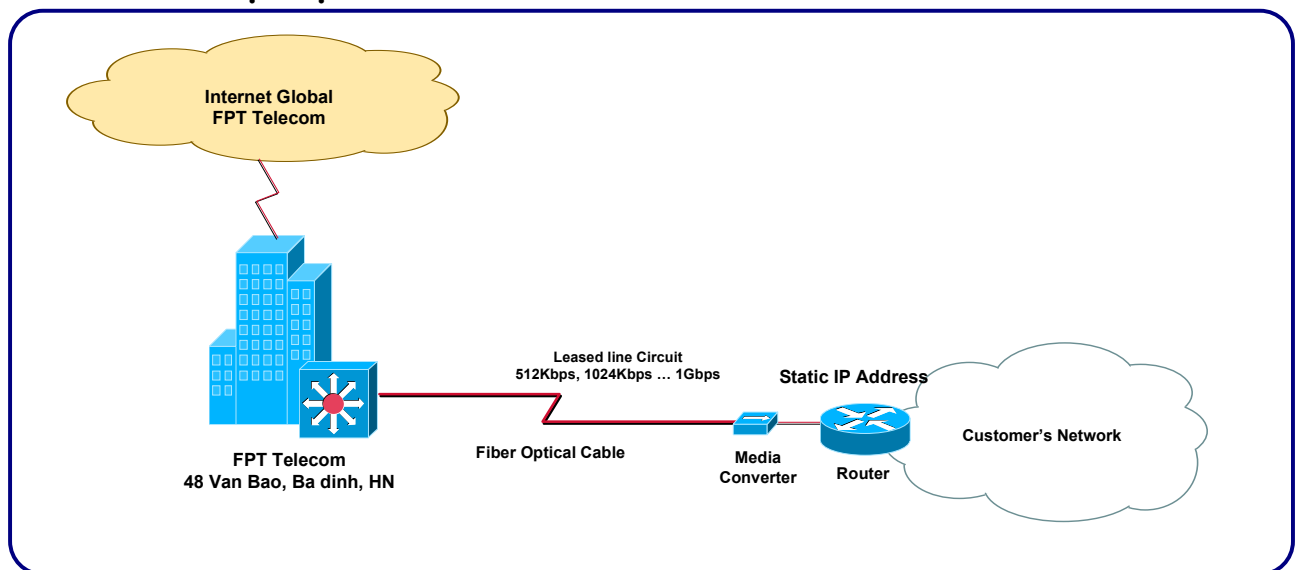 Internet Global
FPT Telecom
Leased line Circuit
512Kbps, 1024Kbps ... 1Gbps
Static IP Address
Customer's Network
Fiber Optical Cable
Media
Converter
Router
FPT Telecom
48 Van Bao, Ba dinh, HN